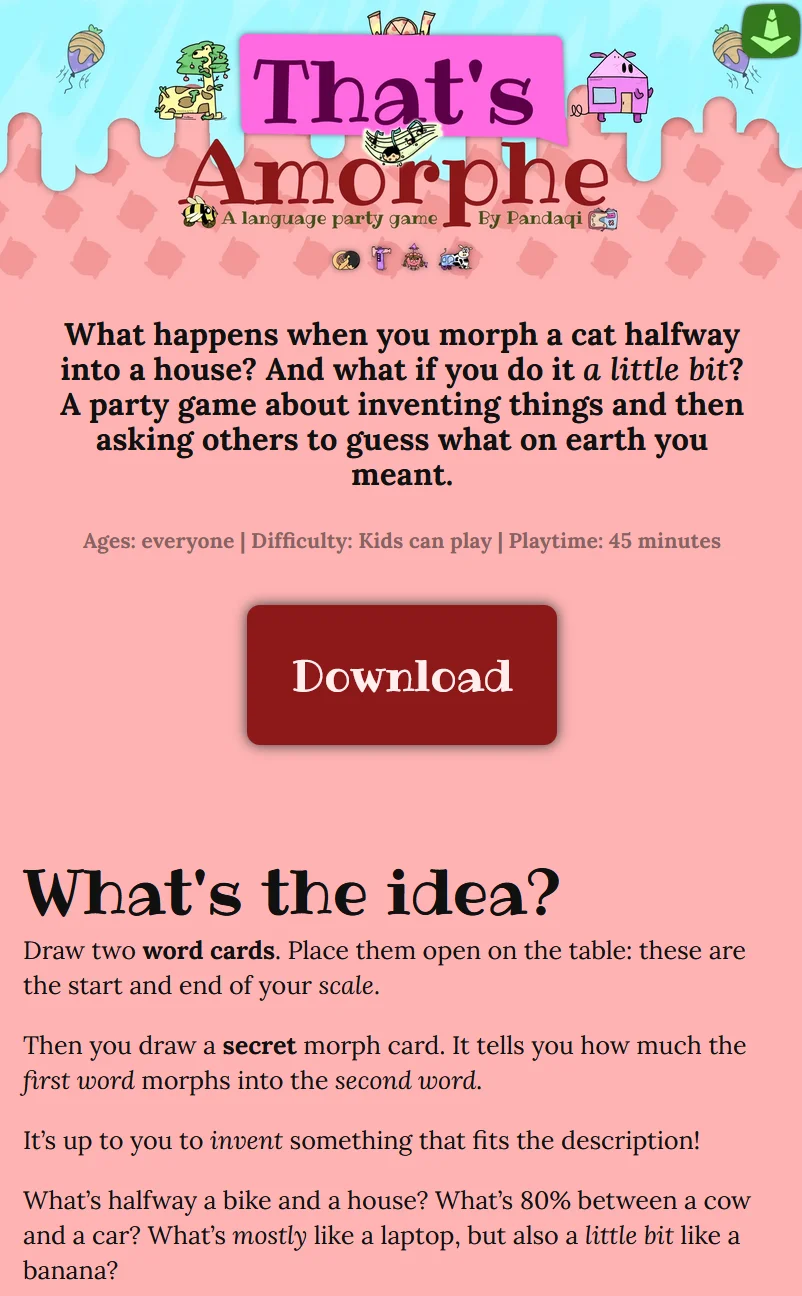 That's
Amorphe
A language party game By Pandaqi
What happens when you morph a cat halfway
into a house? And what if you do it a little bit?
A party game about inventing things and then
asking others to guess what on earth you
meant.
Ages: everyone | Difficulty: Kids can play | Playtime: 45 minutes
Download
What's the idea?
Draw two word cards. Place them open on the table: these are
the start and end of your scale.
Then you draw a secret morph card. It tells you how much the
first word morphs into the second word.
It’s up to you to invent something that fits the description!
What’s halfway a bike and a house? What’s 80% between a cow
and a car? What’s mostly like a laptop, but also a little bit like a
banana?